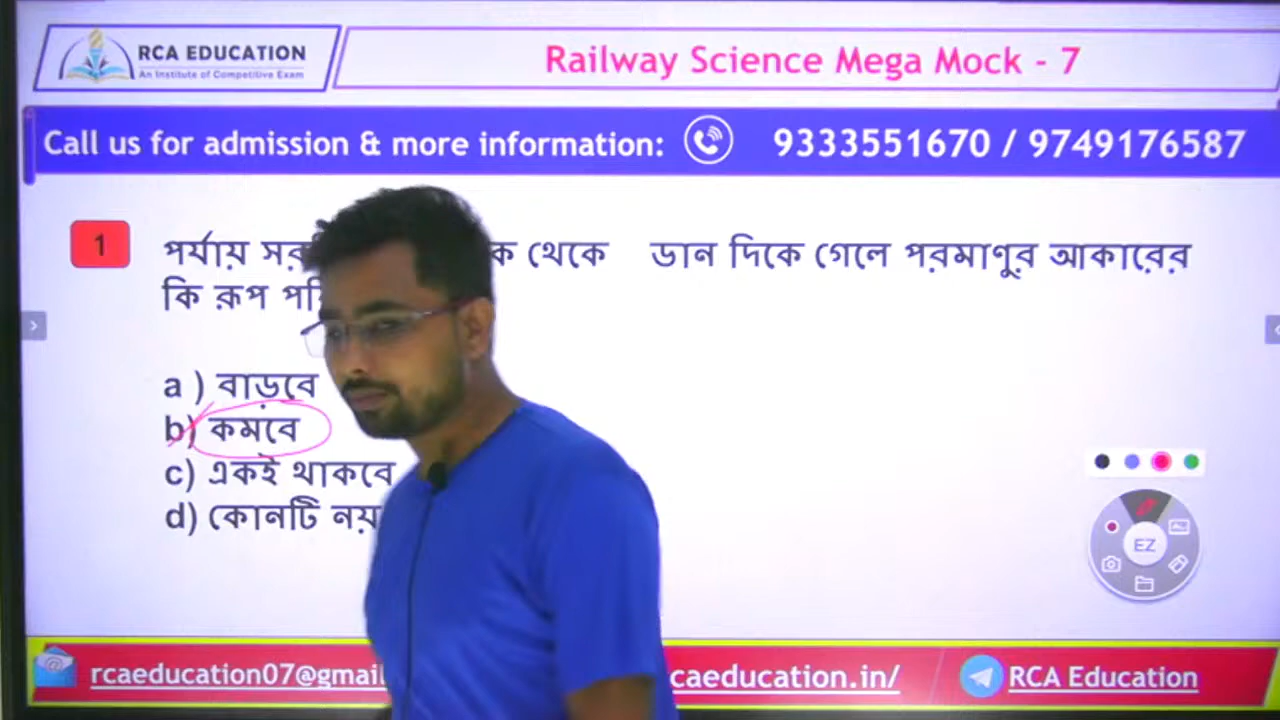 RCA EDUCATION
An Institute of Competitive Exam
Railway Science Mega Mock - 7
Call us for admission & more information: 9333551670 / 9749176587
1
পর্যায় থেকে ডান দিকে গেলে পরমাণুর আকারের
কি রূপ
a ) বাড়বে
b) কমবে
c) একই থাকবে
d) কোনটি নয়
EZ
rcaeducation07@gmail
caeducation.in/
RCA Education